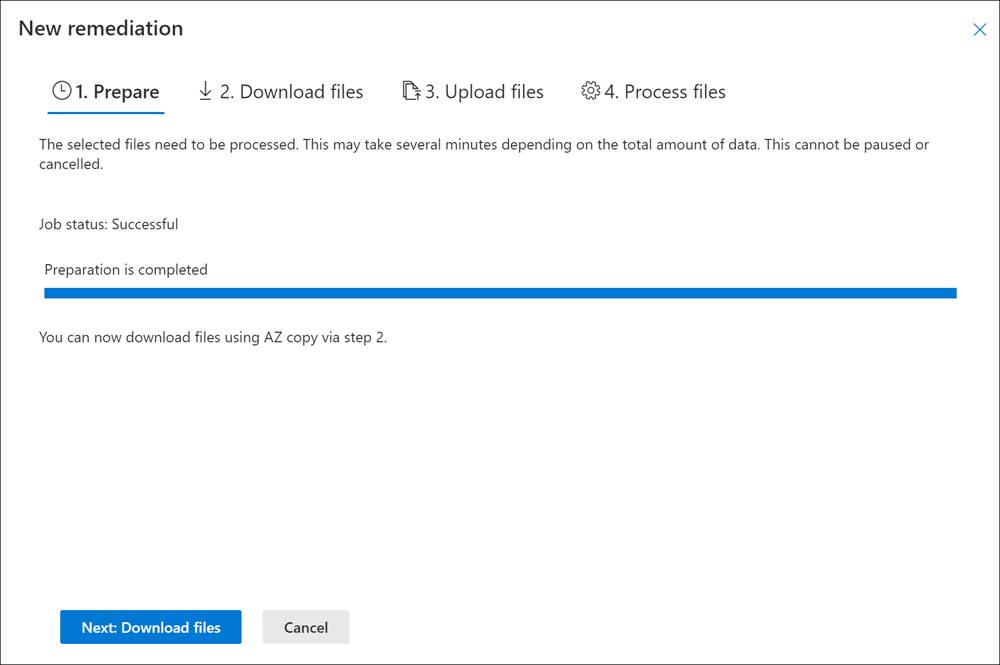 New remediation
1. Prepare
2. Download files
3. Upload files
4. Process files
The selected files need to be processed. This may take several minutes depending on the total amount of data. This cannot be paused or
cancelled.
Job status: Successful
Preparation is completed
You can now download files using AZ copy via step 2.
Next: Download files
Cancel